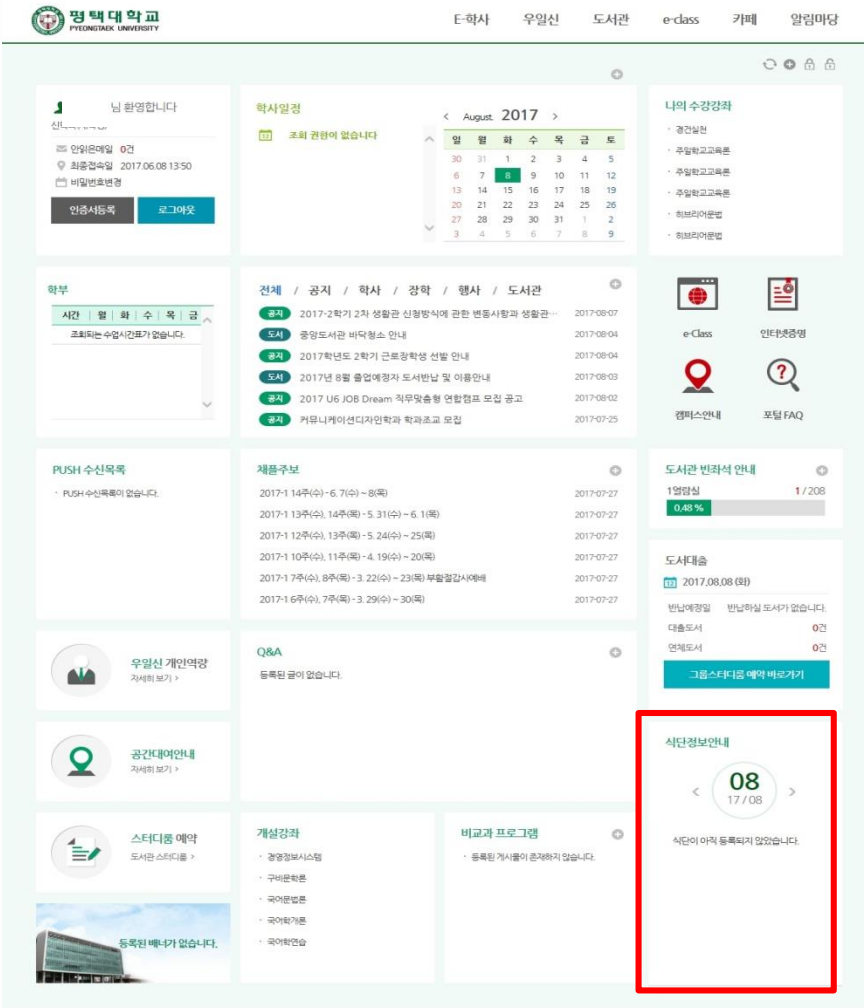 평택대학교
PYEONGTAEK UNIVERSITY
E-학사 우일신 도서관 e-class 카페 알림마당
님 환영합니다
안읽은메일 0건
최종접속일 2017.06.08 13:50
비밀번호변경
인증서등록 로그아웃
학사일정
12 조회 권한이 없습니다
< August. 2017 >
일 월 화 수 목 금 토
30 31 1 2 3 4 5
6 7 8 9 10 11 12
13 14 15 16 17 18 19
20 21 22 23 24 25 26
27 28 29 30 31 1 2
3 4 5 6 7 8 9
나의 수강강좌
· 경건실천
· 주일학교교육론
· 주일학교교육론
· 주일학교교육론
· 히브리어문법
· 히브리어문법
학부
시간 | 월 | 화 | 수 | 목 | 금
조회되는 수업시간표가 없습니다.
전체 / 공지 / 학사 / 장학 / 행사 / 도서관
공지 2017-2학기 2차 생활관 신청방식에 관한 변동사항과 생활관… 2017-08-07
도서 중앙도서관 바닥청소 안내 2017-08-04
공지 2017학년도 2학기 근로장학생 선발 안내 2017-08-04
도서 2017년 8월 졸업예정자 도서반납 및 이용안내 2017-08-03
공지 2017 U6 JOB Dream 직무맞춤형 연합캠프 모집 공고 2017-08-02
공지 커뮤니케이션디자인학과 학과조교 모집 2017-07-25
e-Class 인터넷증명
캠퍼스안내 포털 FAQ
PUSH 수신목록
· PUSH 수신목록이 없습니다.
채플주보
2017-1 14주(수) - 6. 7(수) ~ 8(목) 2017-07-27
2017-1 13주(수), 14주(목) - 5. 31(수) ~ 6. 1(목) 2017-07-27
2017-1 12주(수), 13주(목) - 5. 24(수) ~ 25(목) 2017-07-27
2017-1 10주(수), 11주(목) - 4. 19(수) ~ 20(목) 2017-07-27
2017-1 7주(수), 8주(목) - 3. 22(수) ~ 23(목) 부활절감사예배 2017-07-27
2017-1 6주(수), 7주(목) - 3. 29(수) ~ 30(목) 2017-07-27
도서관 빈좌석 안내
1열람실 1 / 208
0.48 %
도서대출
12 2017.08.08 (화)
반납예정일 반납하실 도서가 없습니다.
대출도서 0건
연체도서 0건
그룹스터디룸 예약 바로가기
우일신 개인역량
자세히 보기 >
Q&A
등록된 글이 없습니다.
공간대여안내
자세히 보기 >
식단정보안내
< 08 >
17 / 08
식단이 아직 등록되지 않았습니다.
스터디룸 예약
도서관 스터디룸 >
개설강좌
· 경영정보시스템
· 구비문학론
· 국어문법론
· 국어학개론
· 국어학연습
비교과 프로그램
· 등록된 게시물이 존재하지 않습니다.
등록된 배너가 없습니다.